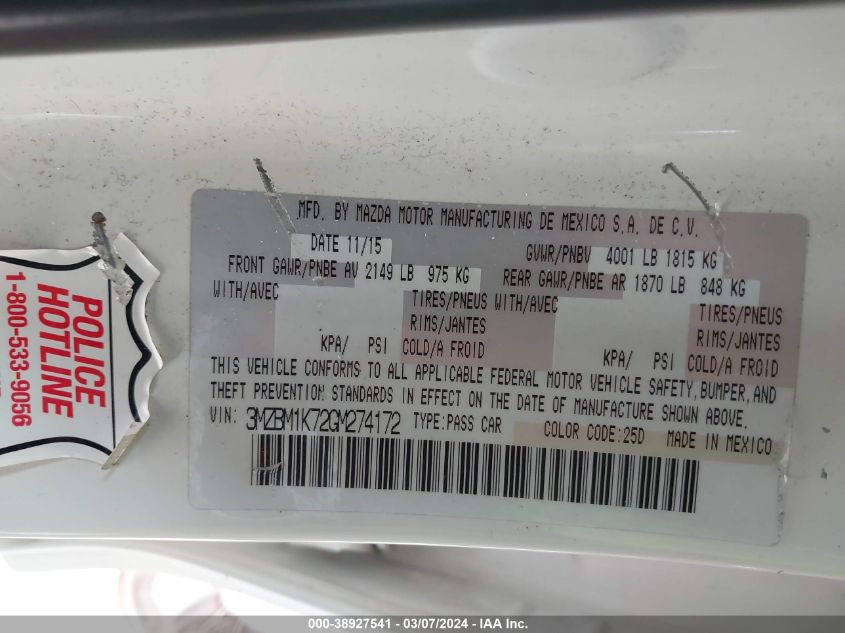 MFD. BY MAZDA MOTOR MANUFACTURING DE MEXICO S.A. DE C.V.
DATE 11/15 GVWR/PNBV 4001 LB 1815 KG
FRONT GAWR/PNBE AV 2149 LB 975 KG REAR GAWR/PNBE AR 1870 LB 848 KG
WITH/AVEC TIRES/PNEUS WITH/AVEC TIRES/PNEUS
RIMS/JANTES RIMS/JANTES
KPA/ PSI COLD/A FROID KPA/ PSI COLD/A FROID
THIS VEHICLE CONFORMS TO ALL APPLICABLE FEDERAL MOTOR VEHICLE SAFETY, BUMPER, AND
THEFT PREVENTION STANDARDS IN EFFECT ON THE DATE OF MANUFACTURE SHOWN ABOVE.
VIN: 3MZBM1K72GM274172 TYPE:PASS CAR COLOR CODE:25D MADE IN MEXICO
POLICE
HOTLINE
1-800-533-9056
000-38927541 - 03/07/2024 - IAA Inc.